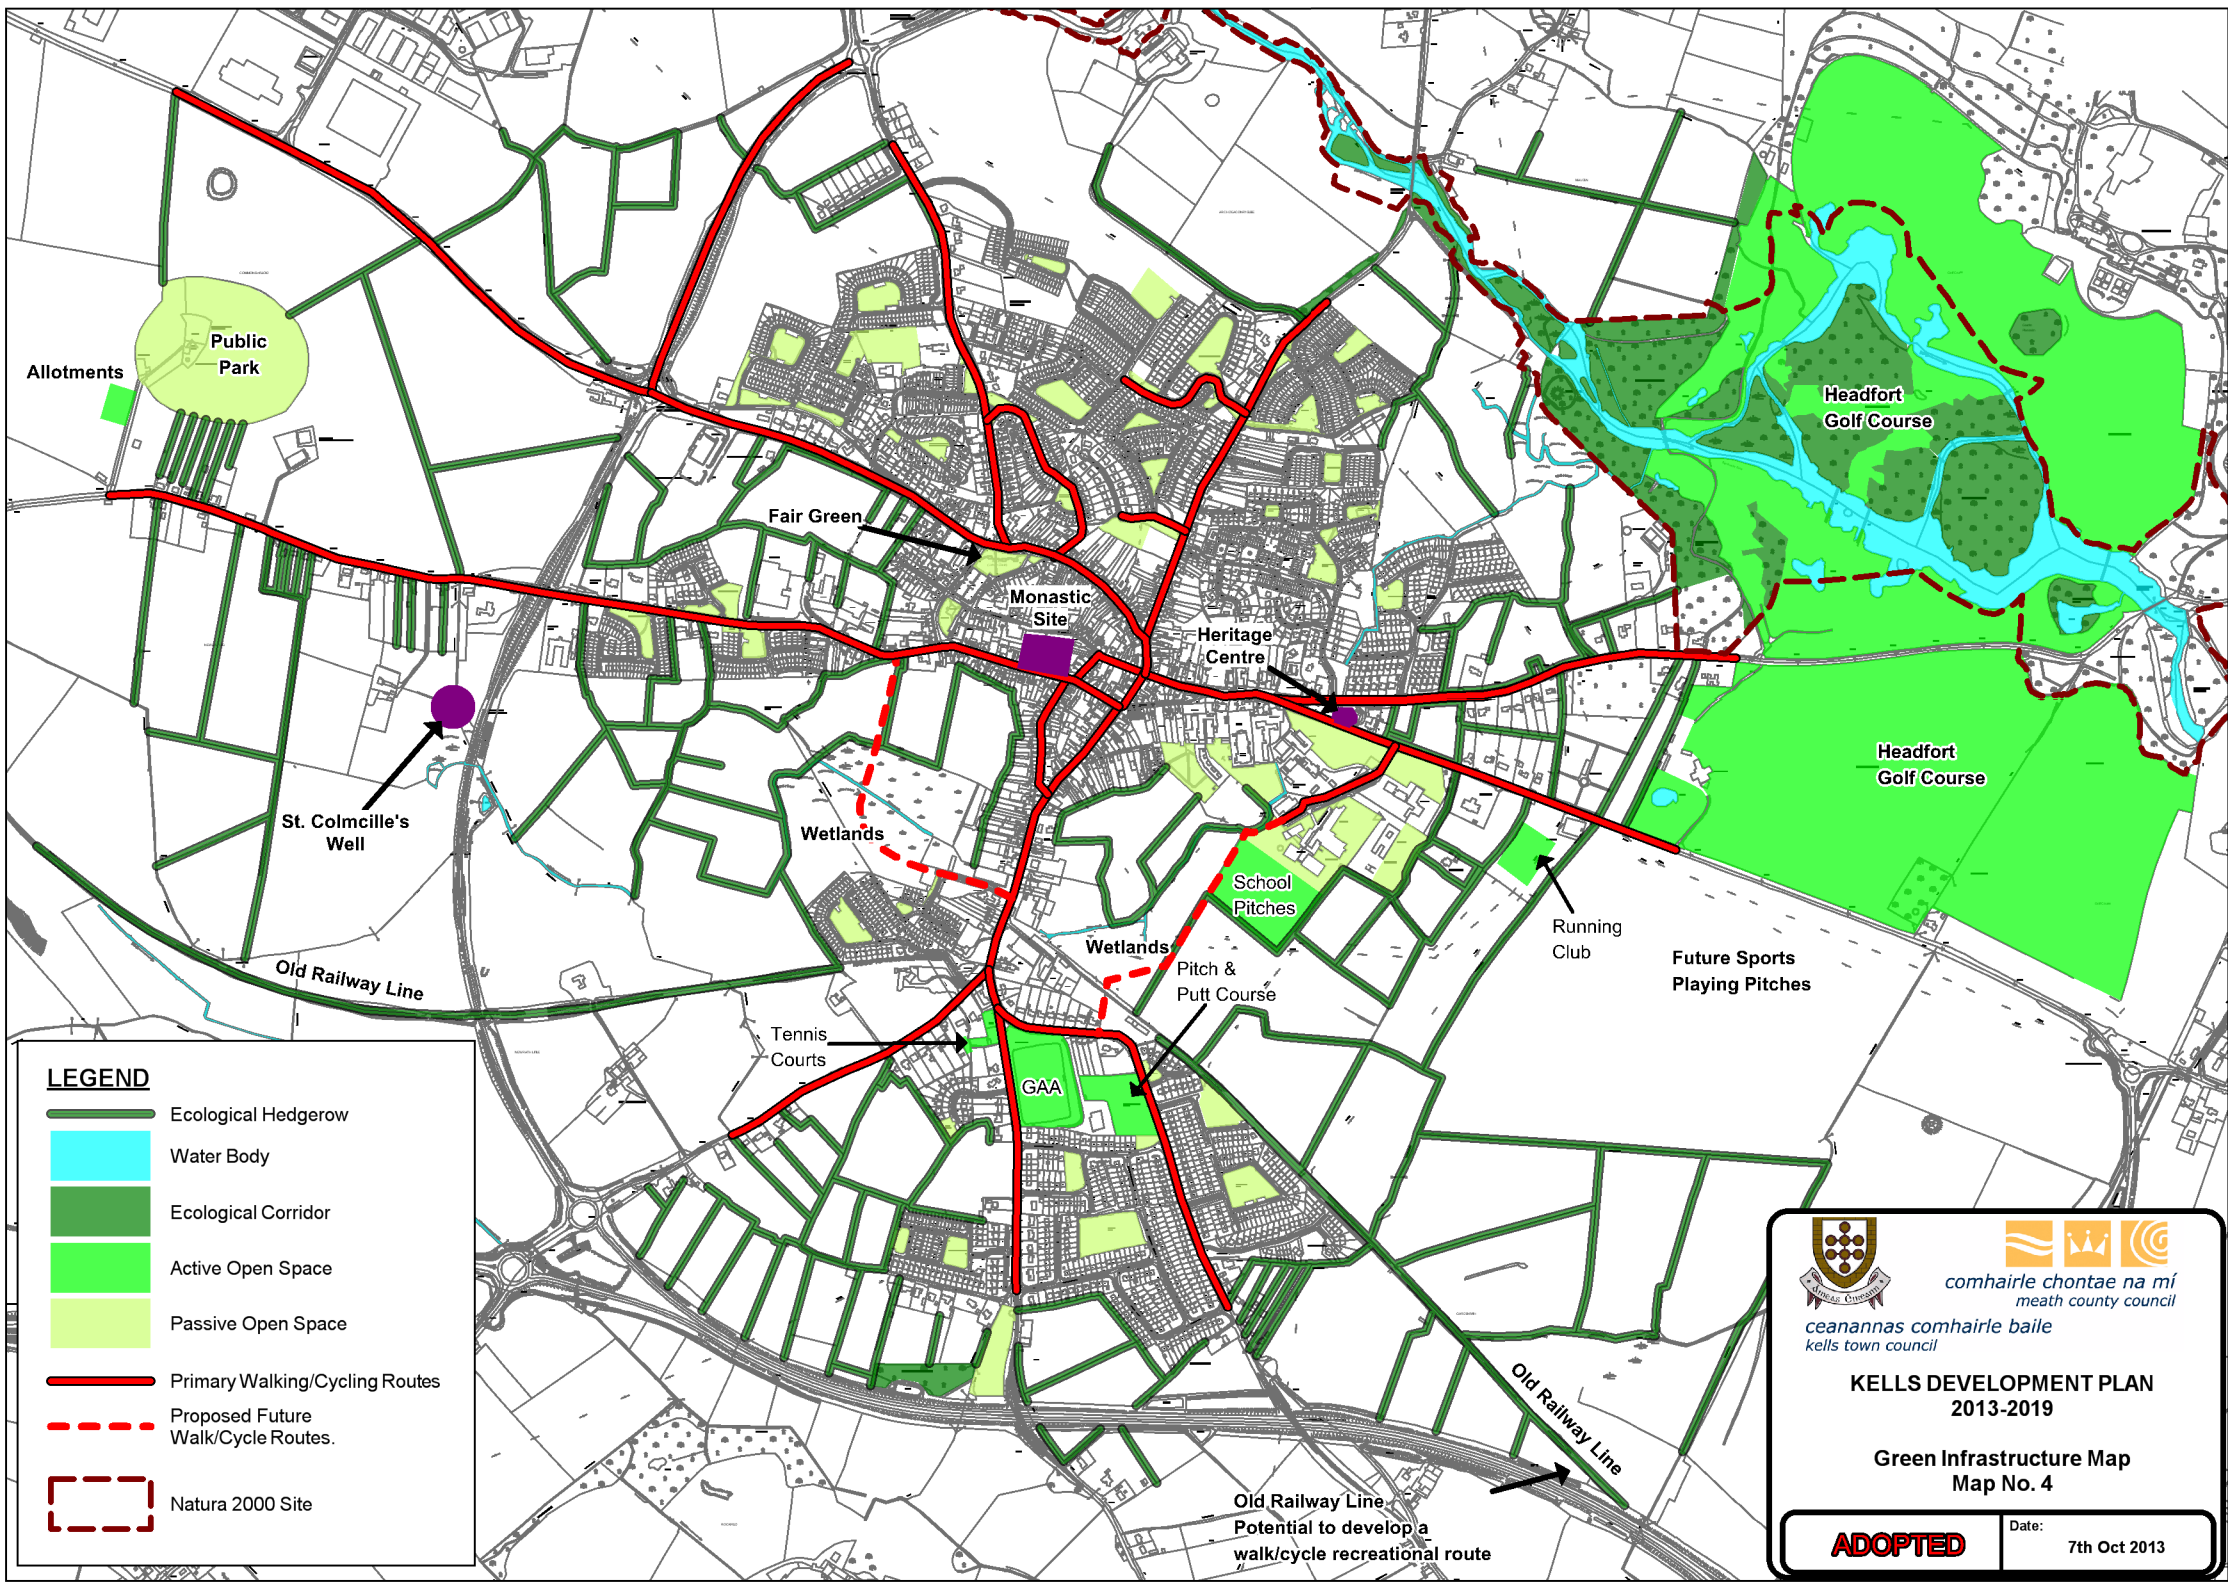 Public
Park
Allotments
Fair Green
Monastic
Site
Heritage
Centre
Headfort
Golf Course
St. Colmcille's
Well
Wetlands
Headfort
Golf Course
School
Pitches
Running
Club
Wetlands
Future Sports
Playing Pitches
Pitch &
Putt Course
Old Railway Line
Tennis
Courts
GAA
Old Railway Line
Old Railway Line
Potential to develop a
walk/cycle recreational route
LEGEND
Ecological Hedgerow
Water Body
Ecological Corridor
Active Open Space
Passive Open Space
Primary Walking/Cycling Routes
Proposed Future
Walk/Cycle Routes.
Natura 2000 Site
comhairle chontae na mí
meath county council
ceanannas comhairle baile
kells town council
KELLS DEVELOPMENT PLAN
2013-2019
Green Infrastructure Map
Map No. 4
ADOPTED
Date:
7th Oct 2013